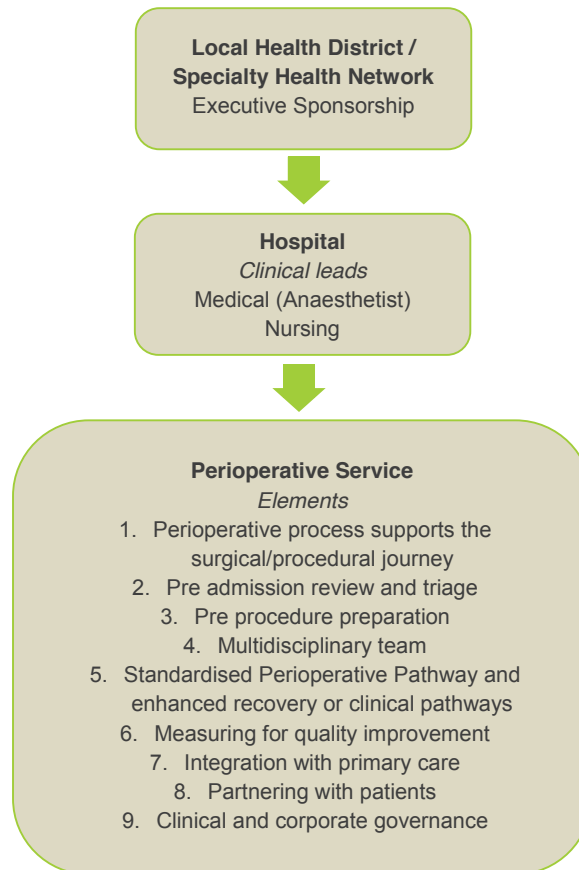 Local Health District /
Specialty Health Network
Executive Sponsorship
Hospital
Clinical leads
Medical (Anaesthetist)
Nursing
Perioperative Service
Elements
1. Perioperative process supports the
surgical/procedural journey
2. Pre admission review and triage
3. Pre procedure preparation
4. Multidisciplinary team
5. Standardised Perioperative Pathway and
enhanced recovery or clinical pathways
6. Measuring for quality improvement
7. Integration with primary care
8. Partnering with patients
9. Clinical and corporate governance